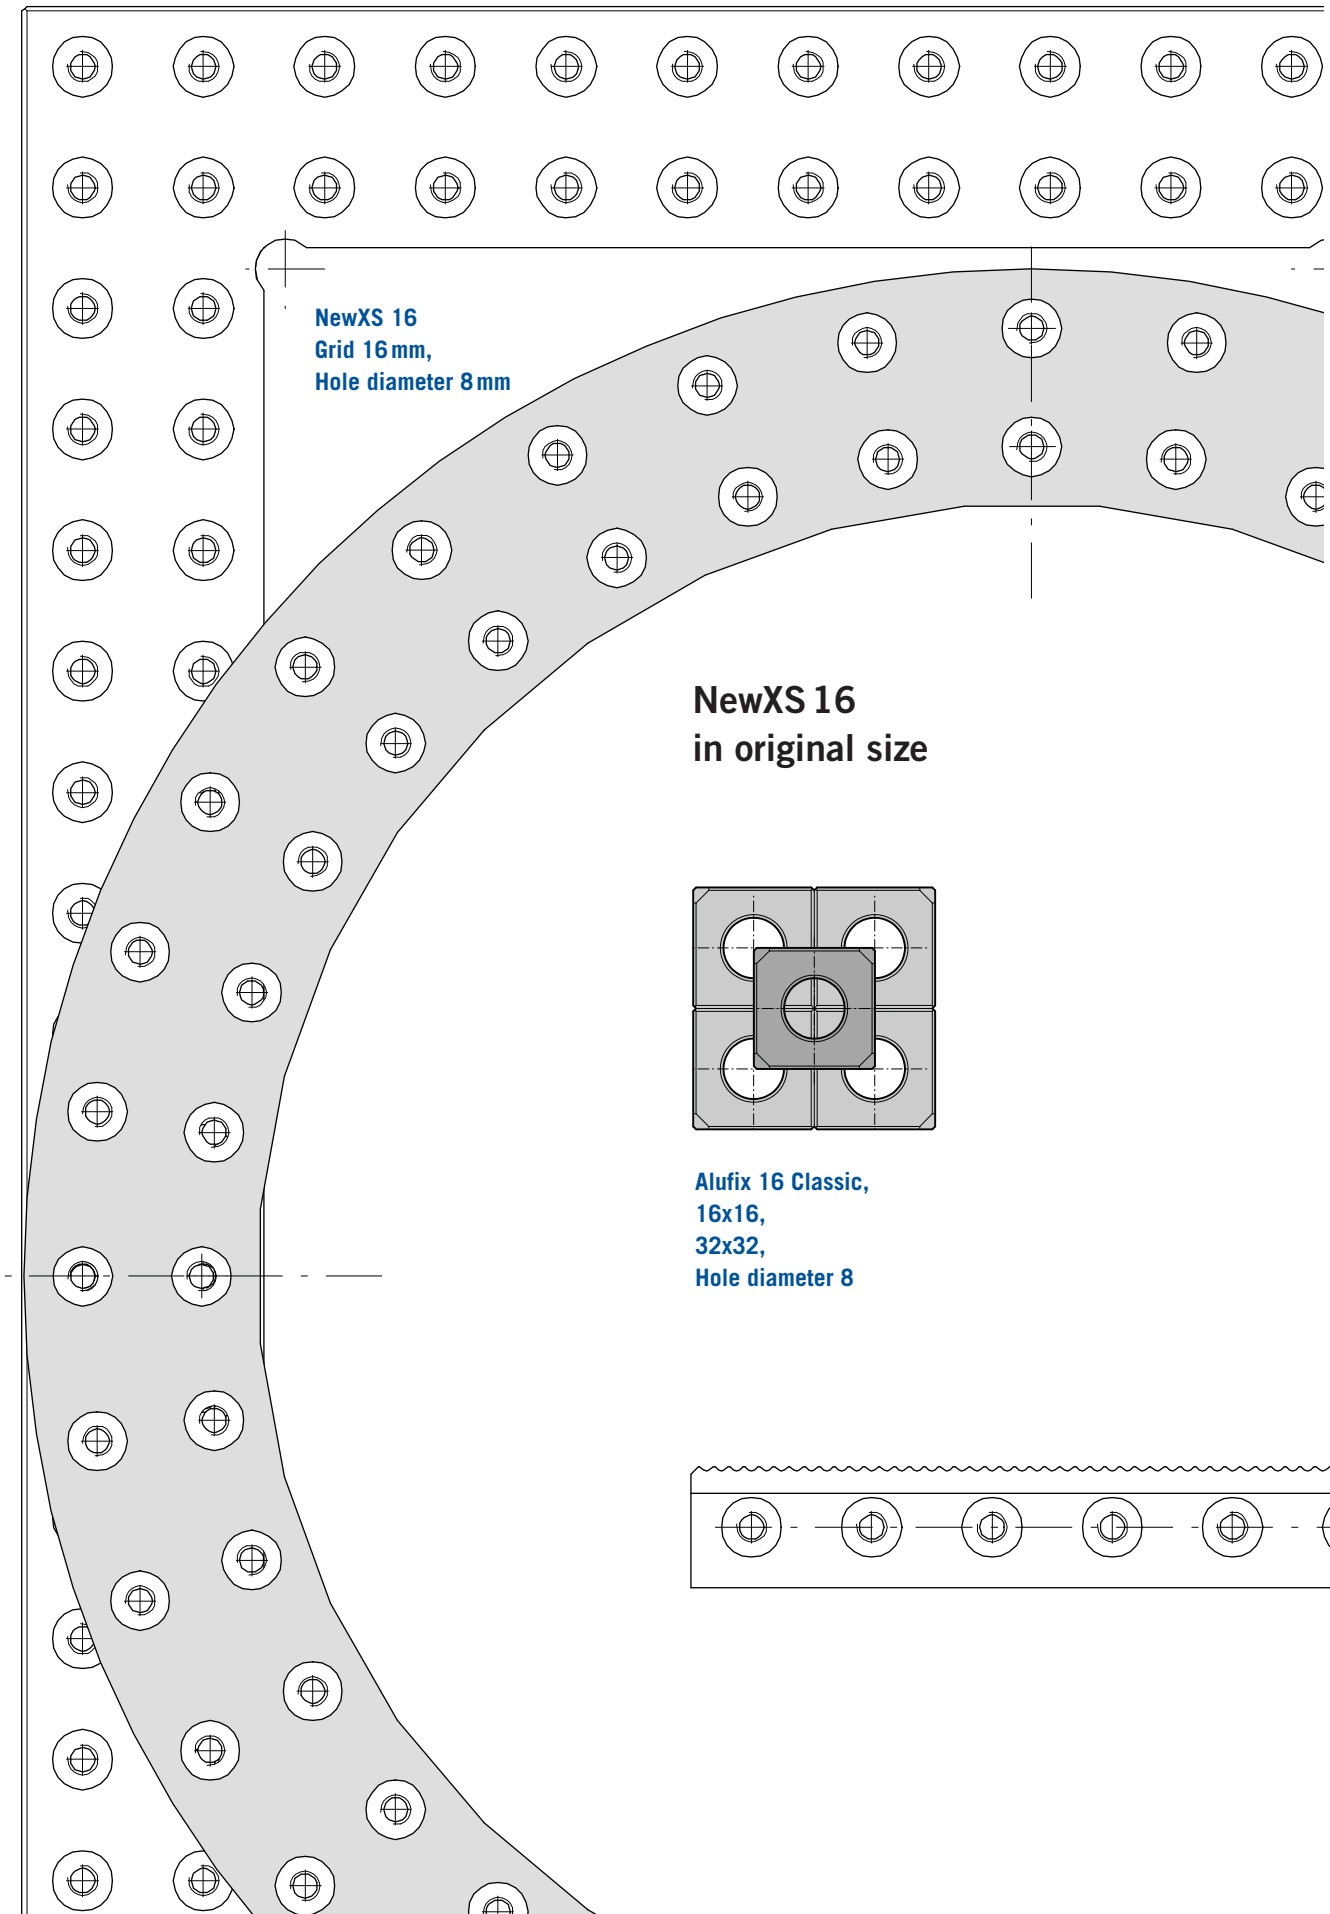 NewXS 16
Grid 16 mm,
Hole diameter 8 mm
NewXS 16
in original size
Alufix 16 Classic,
16x16,
32x32,
Hole diameter 8